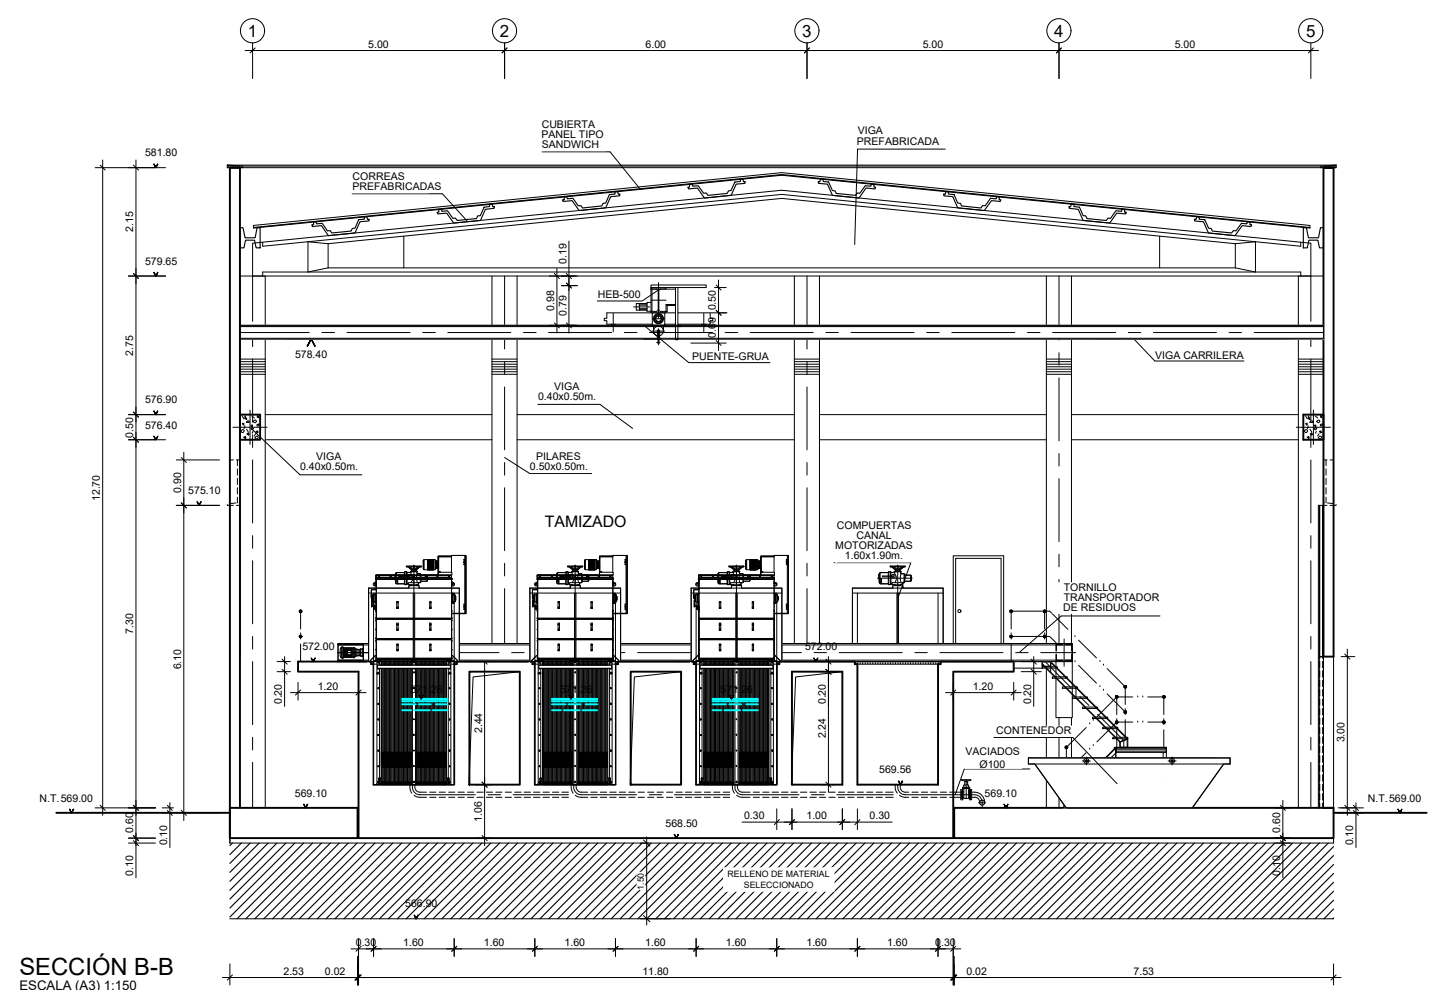 1
2
3
4
5
5.00
6.00
5.00
5.00
CUBIERTA
PANEL TIPO
SANDWICH
VIGA
PREFABRICADA
CORREAS
PREFABRICADAS
581.80
2.15
579.65
0.19
0.98
0.79
HEB-500
0.50
578.40
PUENTE-GRUA
VIGA CARRILERA
2.75
576.90
0.50
576.40
VIGA
0.40x0.50m.
VIGA
0.40x0.50m.
PILARES
0.50x0.50m.
12.70
0.90
575.10
TAMIZADO
COMPUERTAS
CANAL
MOTORIZADAS
1.60x1.90m.
TORNILLO
TRANSPORTADOR
DE RESIDUOS
7.30
6.10
572.00
572.00
0.20
1.20
2.44
0.20
2.24
1.20
0.20
CONTENEDOR
3.00
VACIADOS
Ø100
569.56
569.10
569.10
N.T. 569.00
N.T. 569.00
0.60
0.10
0.10
1.06
568.50
0.30
1.00
0.30
0.60
0.10
0.10
RELLENO DE MATERIAL
SELECCIONADO
1.50
566.90
0.30
1.60
1.60
1.60
1.60
1.60
1.60
1.60
0.30
2.53
0.02
11.80
0.02
7.53
SECCIÓN B-B
ESCALA (A3) 1:150